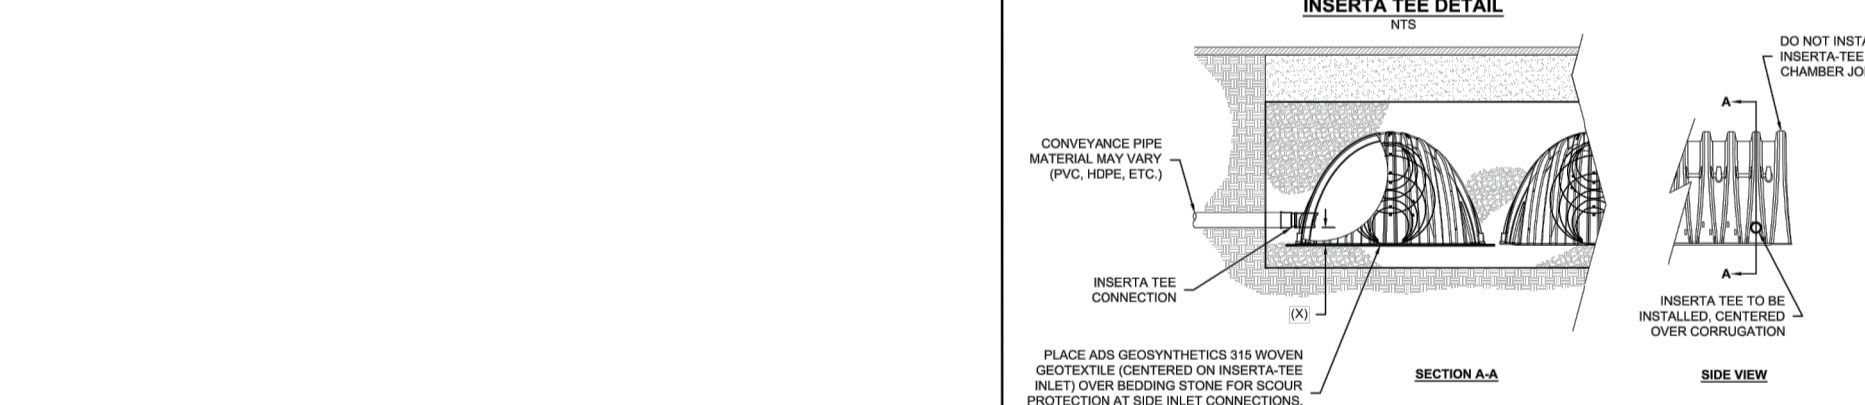 INSERTA TEE DETAIL
NTS
DO NOT
INSERTA-TEE
CHAMBER
A
CONVEYANCE PIPE
MATERIAL MAY VARY
(PVC, HDPE, ETC.)
INSERTA TEE
CONNECTION
A
(X)
INSERTA TEE TO BE
INSTALLED, CENTERED
OVER CORRUGATION
PLACE ADS GEOSYNTHETICS 315 WOVEN
GEOTEXTILE (CENTERED ON INSERTA-TEE
INLET) OVER BEDDING STONE FOR SCOUR
PROTECTION AT SIDE INLET CONNECTIONS.
SECTION A-A
SIDE VIEW